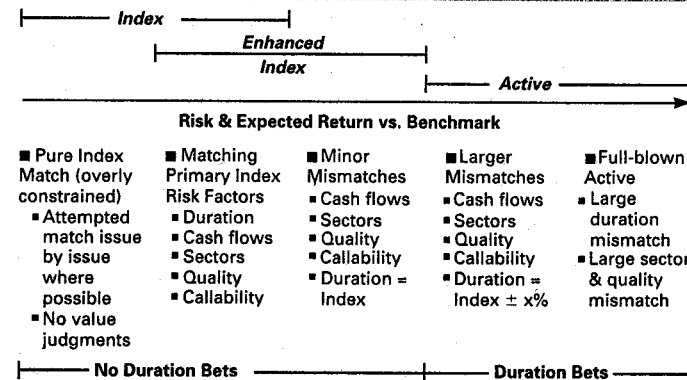 Index
Enhanced
Index
Active
Risk & Expected Return vs. Benchmark
■ Pure Index
Match (overly
constrained)
▪ Attempted
match issue
by issue
where
possible
▪ No value
judgments
■ Matching
Primary Index
Risk Factors
▪ Duration
▪ Cash flows
▪ Sectors
▪ Quality
▪ Callability
■ Minor
Mismatches
▪ Cash flows
▪ Sectors
▪ Quality
▪ Callability
▪ Duration =
Index
■ Larger
Mismatches
▪ Cash flows
▪ Sectors
▪ Quality
▪ Callability
▪ Duration =
Index ± x%
■ Full-blown
Active
▪ Large
duration
mismatch
▪ Large sector
& quality
mismatch
No Duration Bets
Duration Bets